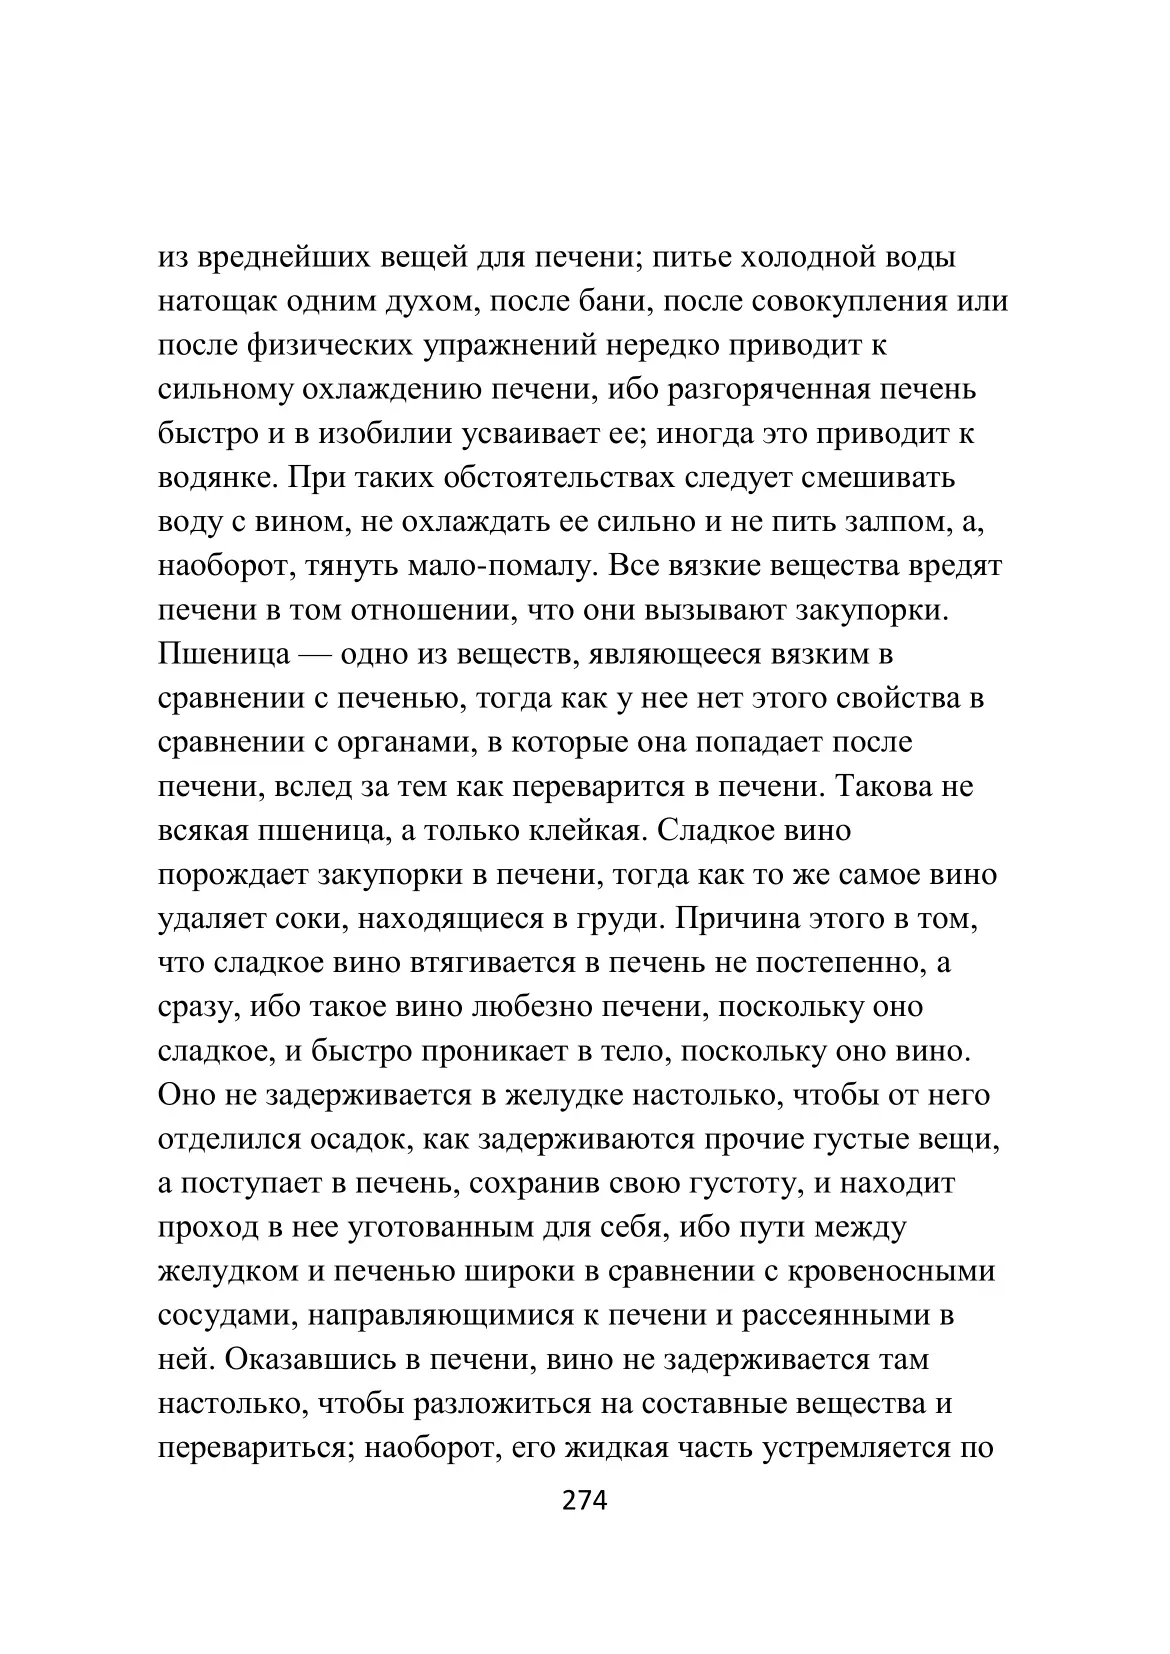 из вреднейших вещей для печени; питье холодной воды
натощак одним духом, после бани, после совокупления или
после физических упражнений нередко приводит к
сильному охлаждению печени, ибо разгоряченная печень
быстро и в изобилии усваивает ее; иногда это приводит к
водянке. При таких обстоятельствах следует смешивать
воду с вином, не охлаждать ее сильно и не пить залпом, а,
наоборот, тянуть мало-помалу. Все вязкие вещества вредят
печени в том отношении, что они вызывают закупорки.
Пшеница — одно из веществ, являющееся вязким в
сравнении с печенью, тогда как у нее нет этого свойства в
сравнении с органами, в которые она попадает после
печени, вслед за тем как переварится в печени. Такова не
всякая пшеница, а только клейкая. Сладкое вино
порождает закупорки в печени, тогда как то же самое вино
удаляет соки, находящиеся в груди. Причина этого в том,
что сладкое вино втягивается в печень не постепенно, а
сразу, ибо такое вино любезно печени, поскольку оно
сладкое, и быстро проникает в тело, поскольку оно вино.
Оно не задерживается в желудке настолько, чтобы от него
отделился осадок, как задерживаются прочие густые вещи,
а поступает в печень, сохранив свою густоту, и находит
проход в нее уготованным для себя, ибо пути между
желудком и печенью широки в сравнении с кровеносными
сосудами, направляющимися к печени и рассеянными в
ней. Оказавшись в печени, вино не задерживается там
настолько, чтобы разложиться на составные вещества и
перевариться; наоборот, его жидкая часть устремляется по
274